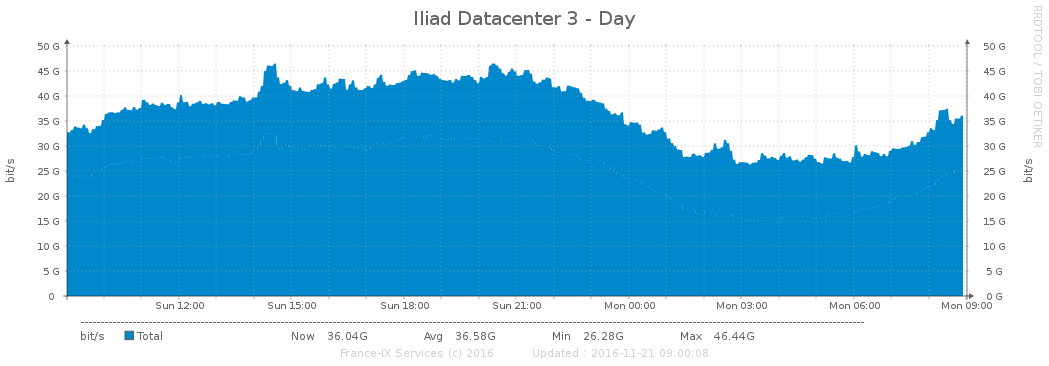 Iliad Datacenter 3 - Day
RRDTOOL / TOBI OETIKER
bit/s
50 G 50 G
45 G 45 G
40 G 40 G
35 G 35 G
30 G 30 G
25 G 25 G
20 G 20 G
15 G 15 G
10 G 10 G
5 G 5 G
0 0 G
bit/s
Sun 12:00 Sun 15:00 Sun 18:00 Sun 21:00 Mon 00:00 Mon 03:00 Mon 06:00 Mon 09:00
bit/s Total Now 36.04G Avg 36.58G Min 26.28G Max 46.44G
France-IX Services (c) 2016 Updated : 2016-11-21 09:00:08